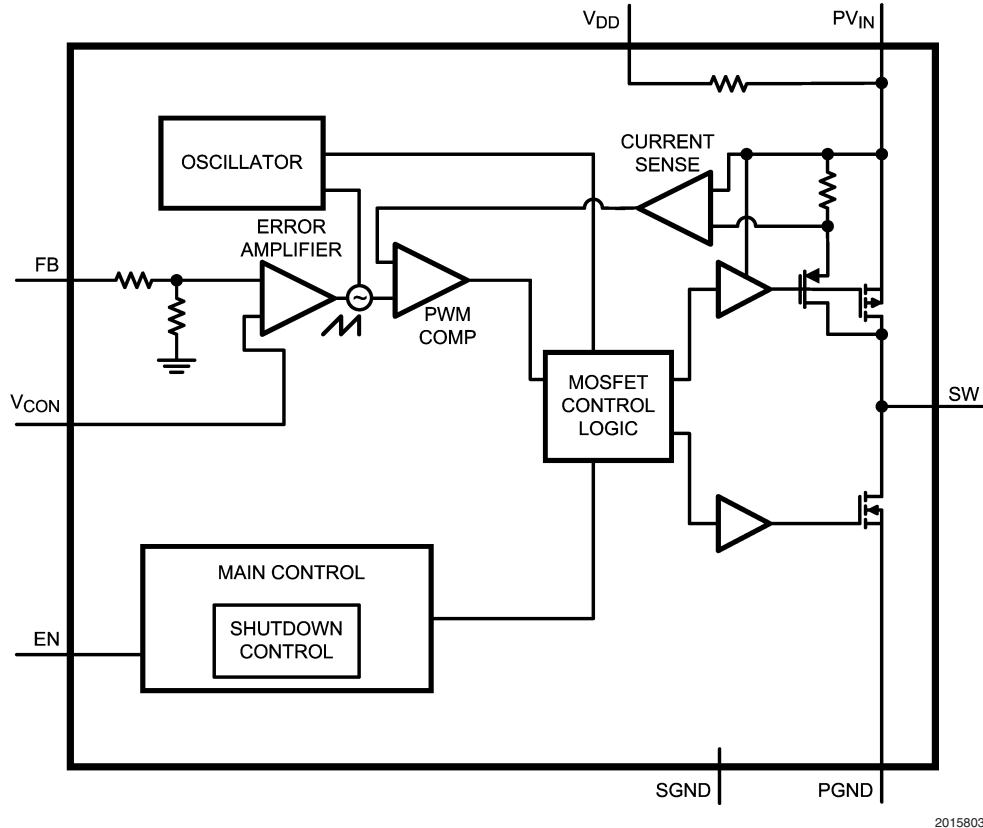 VDD
PVIN
OSCILLATOR
CURRENT
SENSE
ERROR
AMPLIFIER
FB
~
PWM
COMP
MOSFET
CONTROL
LOGIC
VCON
SW
MAIN CONTROL
SHUTDOWN
CONTROL
EN
SGND
PGND
2015803